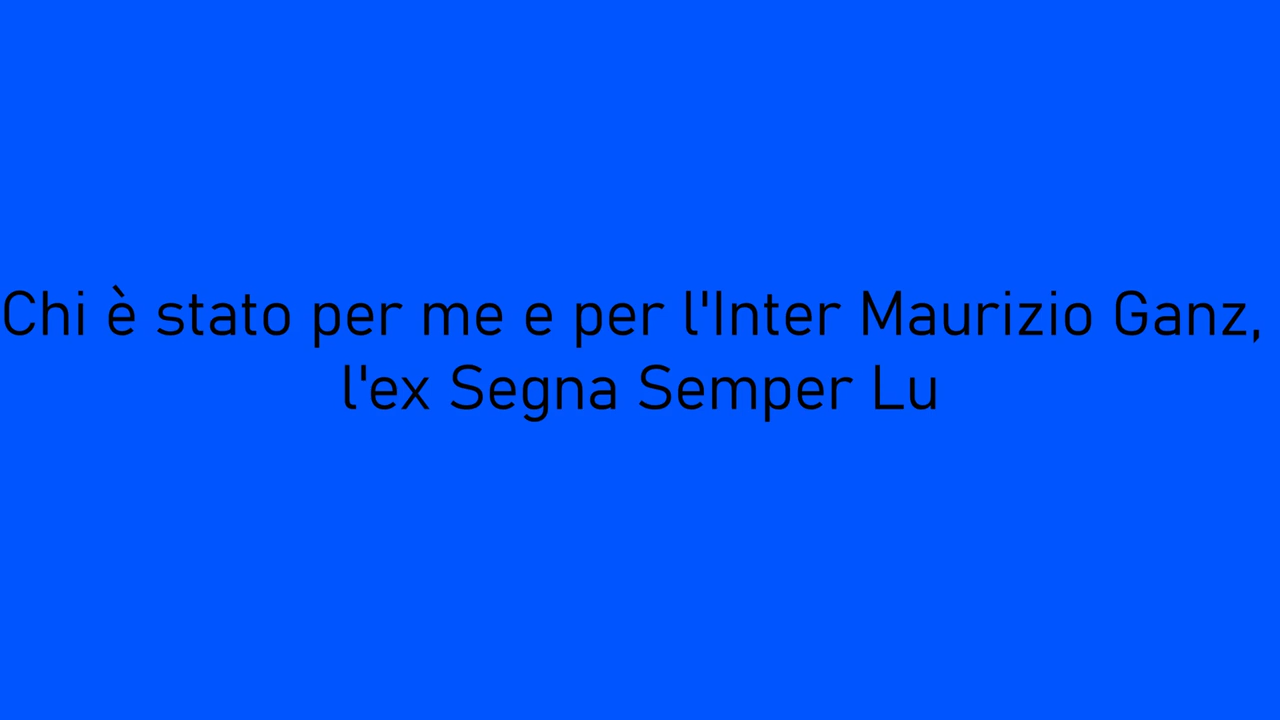 Chi è stato per me e per l'Inter Maurizio Ganz,
l'ex Segna Semper Lu